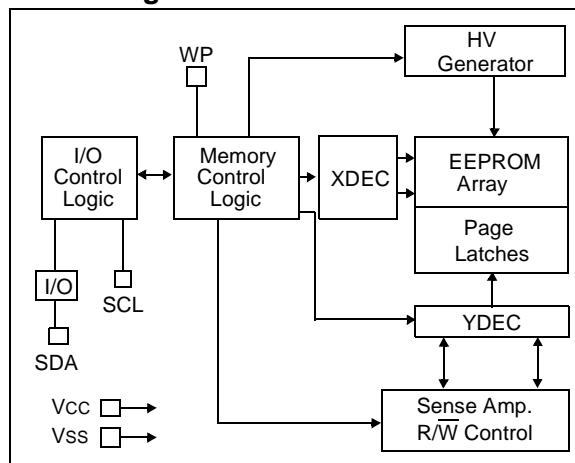 WP
HV
Generator
I/O
Control
Logic
Memory
Control
Logic
XDEC
EEPROM
Array
Page
Latches
I/O
SCL
SDA
YDEC
VCC
VSS
Sense Amp.
R/W̅ Control